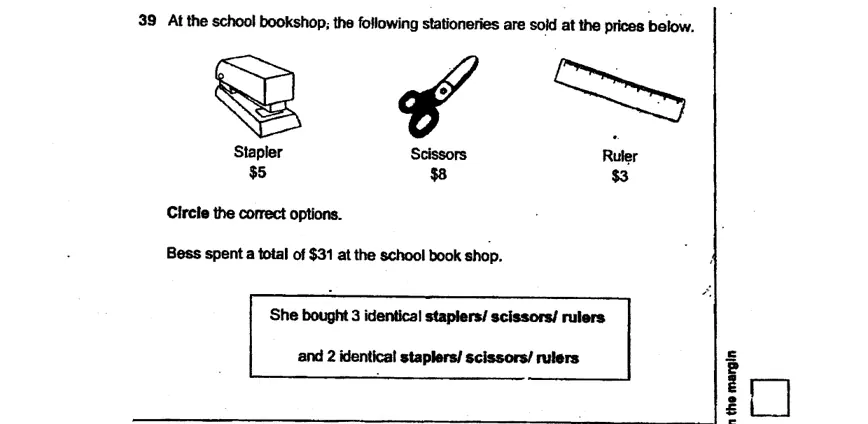 39 At the school bookshop, the following stationeries are sold at the prices below.
Stapler
$5
Scissors
$8
Ruler
$3
Circle the correct options.
Bess spent a total of $31 at the school book shop.
She bought 3 identical staplers/ scissors/ rulers
and 2 identical staplers/ scissors/ rulers
the margin